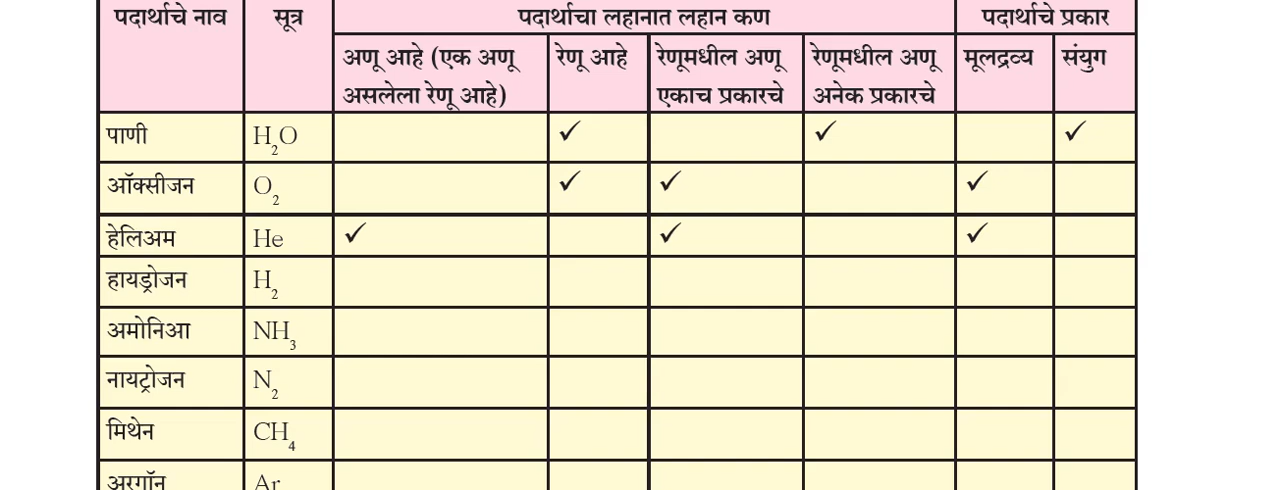 पदार्थाचे नाव सूत्र पदार्थाचा लहानात लहान कण पदार्थाचे प्रकार
अणू आहे (एक अणू असलेला रेणू आहे) रेणू आहे रेणूमधील अणू एकाच प्रकारचे रेणूमधील अणू अनेक प्रकारचे मूलद्रव्य संयुग
पाणी H₂O ✓ ✓ ✓
ऑक्सीजन O₂ ✓ ✓ ✓
हेलिअम He ✓ ✓ ✓
हायड्रोजन H₂
अमोनिआ NH₃
नायट्रोजन N₂
मिथेन CH₄
अरगॉन Ar